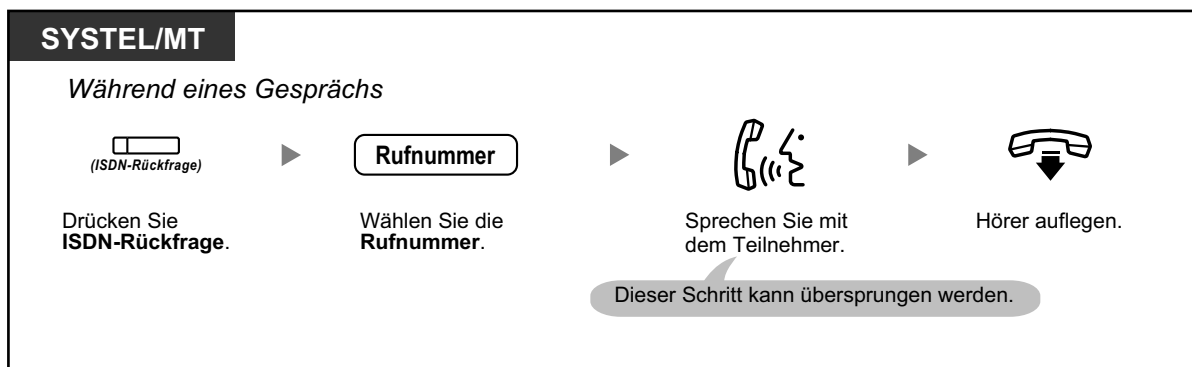 SYSTEL/MT
Während eines Gesprächs
(ISDN-Rückfrage)
Rufnummer
Drücken Sie
ISDN-Rückfrage.
Wählen Sie die
Rufnummer.
Sprechen Sie mit
dem Teilnehmer.
Hörer auflegen.
Dieser Schritt kann übersprungen werden.